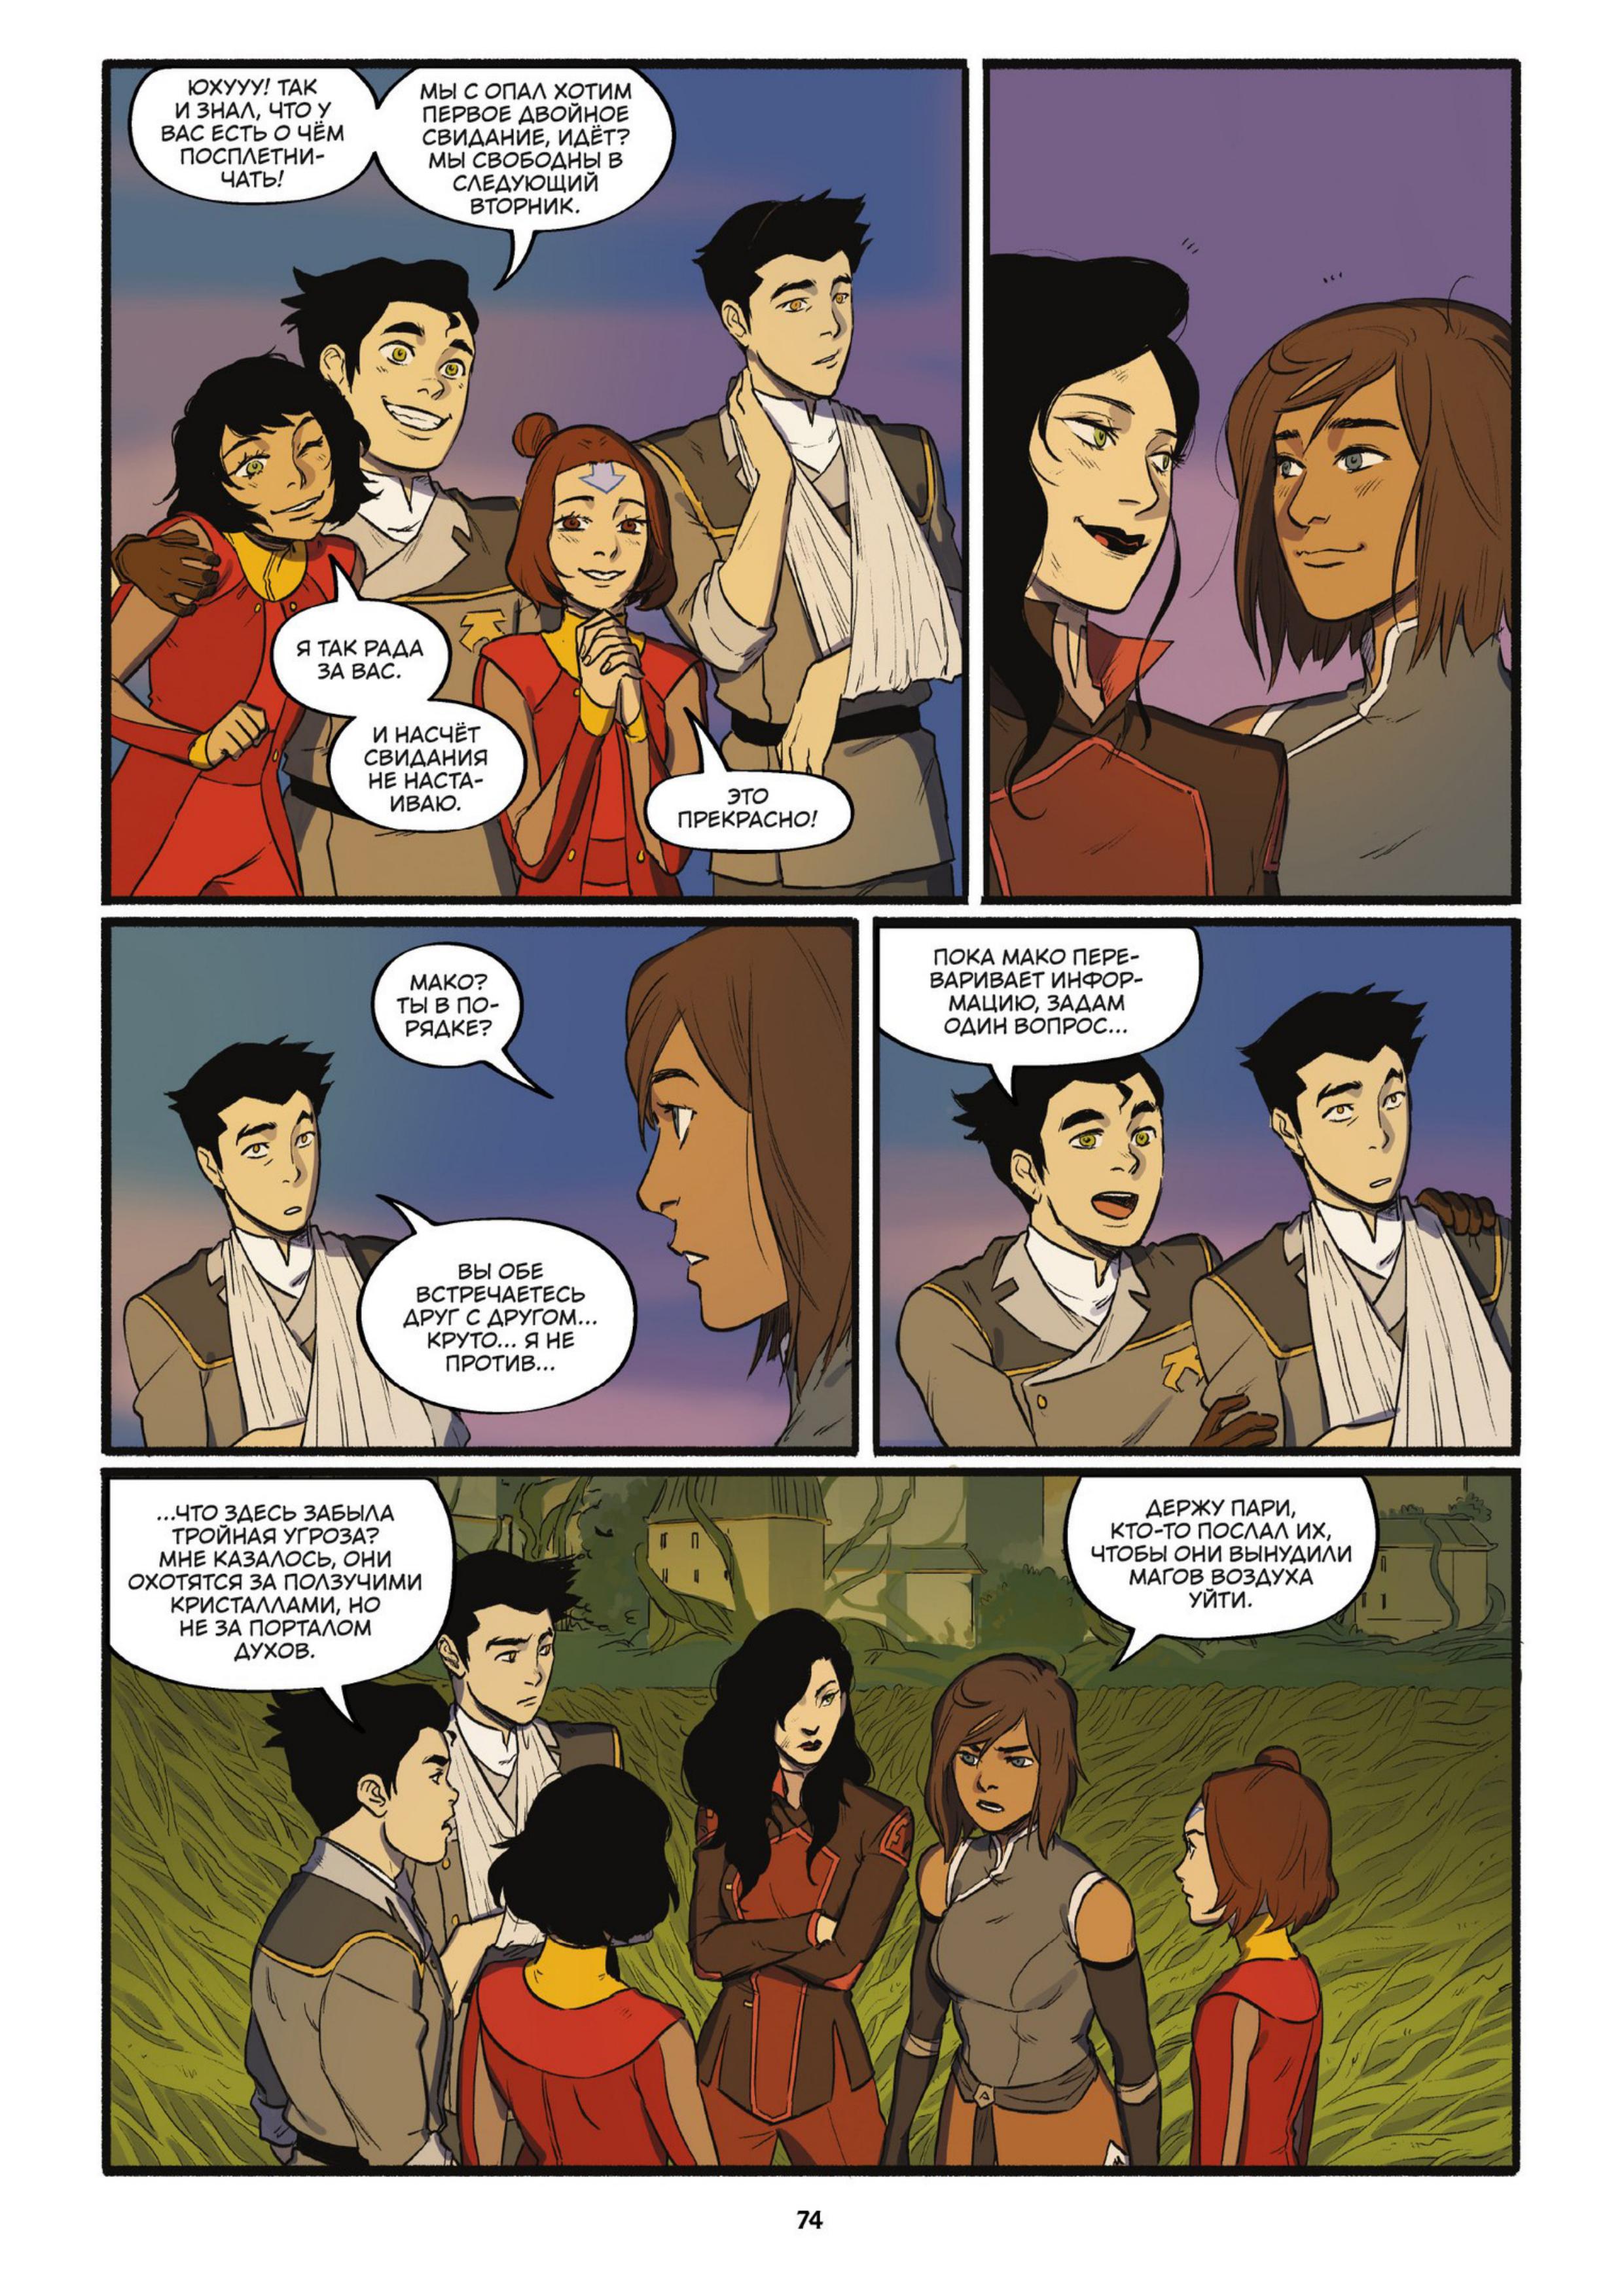 ЮХУУУ! ТАК
И ЗНАЛ, ЧТО У
ВАС ЕСТЬ О ЧЁМ
ПОСПЛЕТНИ-
ЧАТЬ!
МЫ С ОПАЛ ХОТИМ
ПЕРВОЕ ДВОЙНОЕ
СВИДАНИЕ, ИДЁТ?
МЫ СВОБОДНЫ В
СЛЕДУЮЩИЙ
ВТОРНИК.
Я ТАК РАДА
ЗА ВАС.
И НАСЧЁТ
СВИДАНИЯ
НЕ НАСТА-
ИВАЮ.
ЭТО
ПРЕКРАСНО!
МАКО?
ТЫ В ПО-
РЯДКЕ?
ВЫ ОБЕ
ВСТРЕЧАЕТЕСЬ
ДРУГ С ДРУГОМ...
КРУТО... Я НЕ
ПРОТИВ...
ПОКА МАКО ПЕРЕ-
ВАРИВАЕТ ИНФОР-
МАЦИЮ, ЗАДАМ
ОДИН ВОПРОС...
...ЧТО ЗДЕСЬ ЗАБЫЛА
ТРОЙНАЯ УГРОЗА?
МНЕ КАЗАЛОСЬ, ОНИ
ОХОТЯТСЯ ЗА ПОЛЗУЧИМИ
КРИСТАЛЛАМИ, НО
НЕ ЗА ПОРТАЛОМ
ДУХОВ.
ДЕРЖУ ПАРИ,
КТО-ТО ПОСЛАЛ ИХ,
ЧТОБЫ ОНИ ВЫНУДИЛИ
МАГОВ ВОЗДУХА
УЙТИ.
74